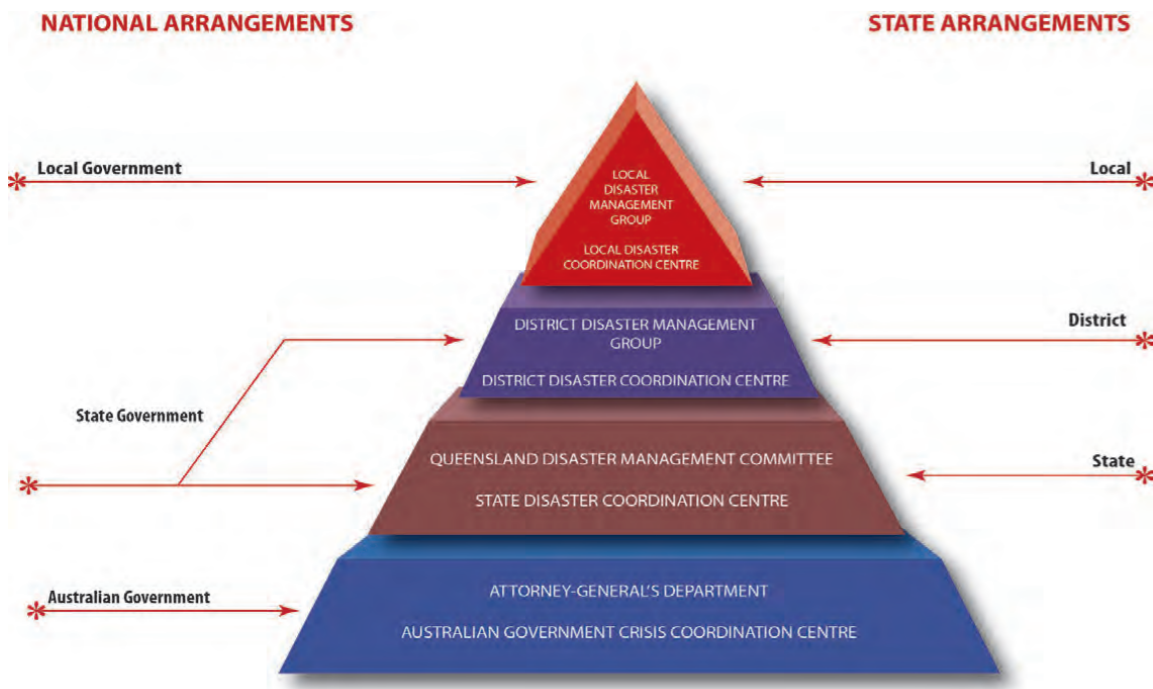 NATIONAL ARRANGEMENTS
STATE ARRANGEMENTS
Local Government
Local
LOCAL
DISASTER
MANAGEMENT
GROUP
LOCAL DISASTER
COORDINATION CENTRE
District
DISTRICT DISASTER MANAGEMENT
GROUP
DISTRICT DISASTER COORDINATION CENTRE
State Government
State
QUEENSLAND DISASTER MANAGEMENT COMMITTEE
STATE DISASTER COORDINATION CENTRE
Australian Government
ATTORNEY-GENERAL'S DEPARTMENT
AUSTRALIAN GOVERNMENT CRISIS COORDINATION CENTRE